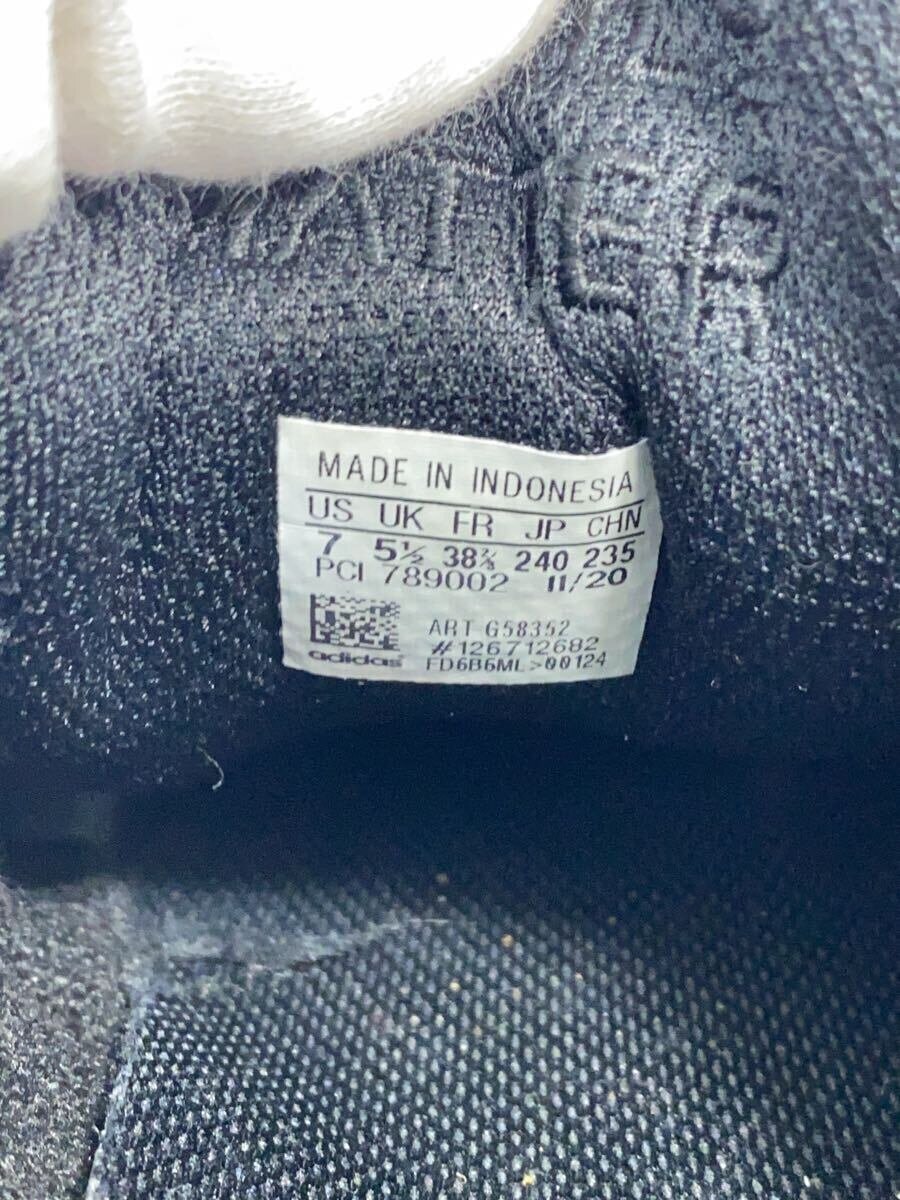 MADE IN INDONESIA
US UK FR JP CHN
7 5½ 38⅔ 240 235
PCI 789002 11/20
ART G58352
#126712682
adidas FD6B6ML>00124